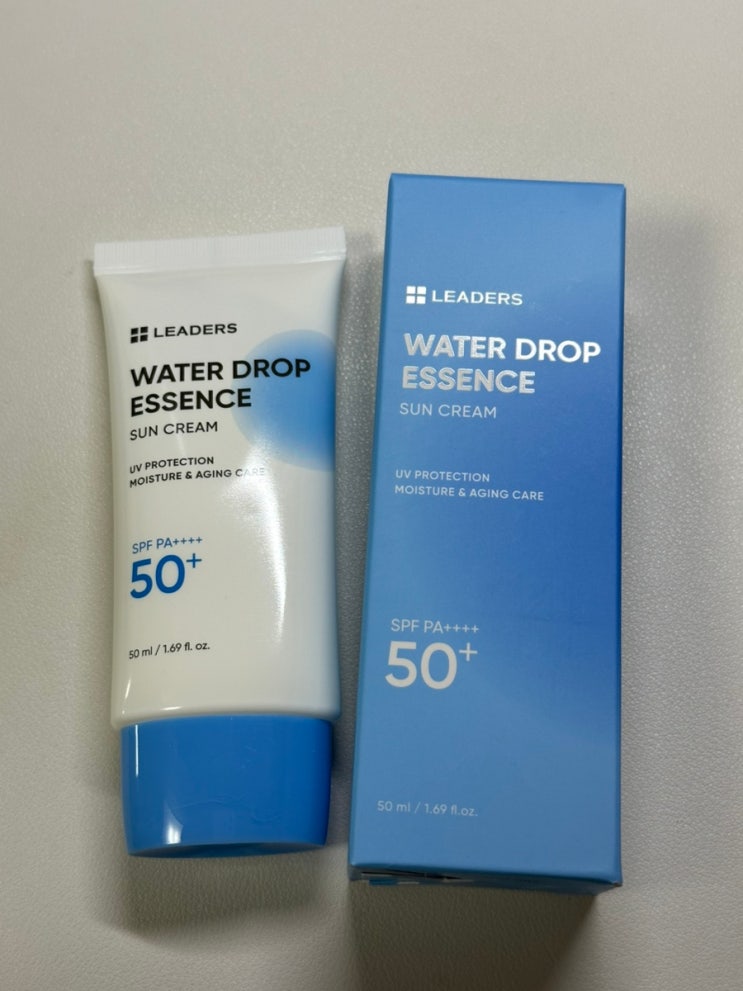 LEADERS
WATER DROP
ESSENCE
SUN CREAM
UV PROTECTION
MOISTURE & AGING CARE
SPF PA++++
50+
50 ml / 1.69 fl. oz.
LEADERS
WATER DROP
ESSENCE
SUN CREAM
UV PROTECTION
MOISTURE & AGING CARE
SPF PA++++
50+
50 ml / 1.69 fl.oz.